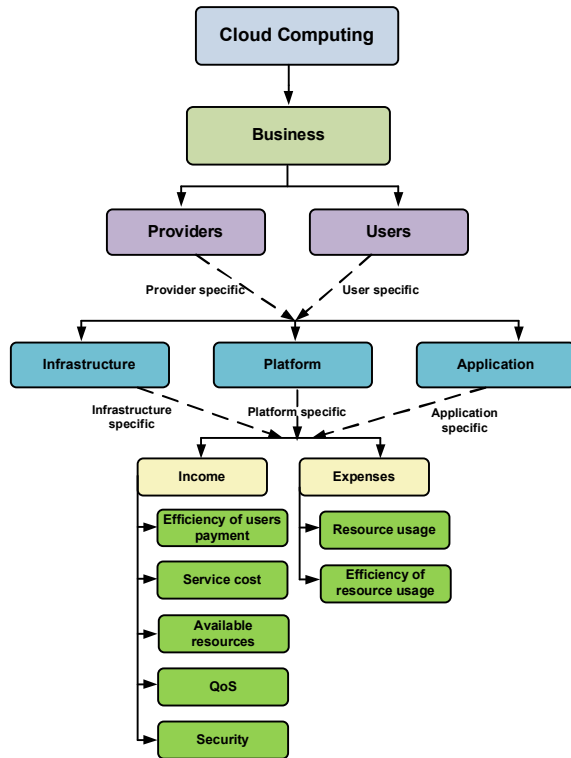 Cloud Computing
Business
Providers
Users
Provider specific
User specific
Infrastructure
Platform
Application
Infrastructure
specific
Platform specific
Application
specific
Income
Expenses
Efficiency of users
payment
Resource usage
Service cost
Efficiency of
resource usage
Available
resources
QoS
Security